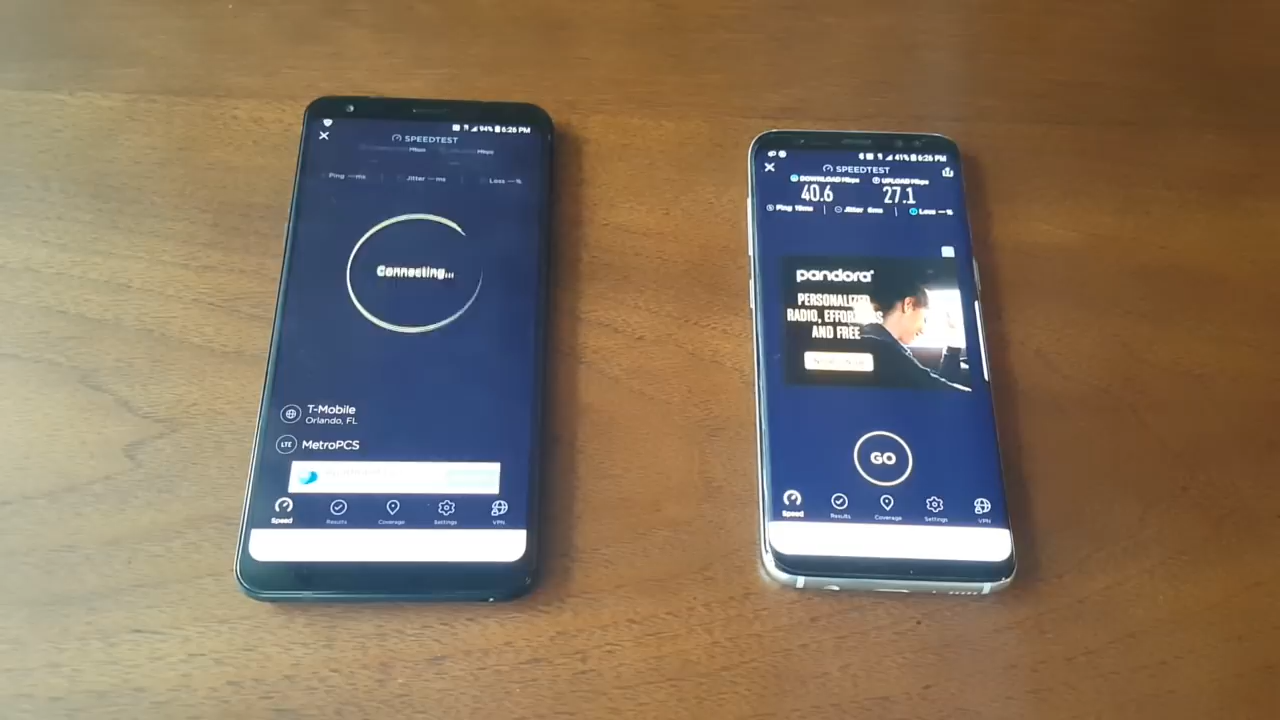 94% 6:26 PM
SPEEDTEST
Mbps Mbps
Ping — ms Jitter — ms Loss — %
Connecting...
T-Mobile
Orlando, FL
LTE MetroPCS
Speed Results Coverage Settings VPN
41% 6:26 PM
SPEEDTEST
DOWNLOAD Mbps UPLOAD Mbps
40.6 27.1
Ping Jitter Loss — %
pandora
PERSONALIZED
RADIO, EFFORTLESS
AND FREE
GO
Speed Results Coverage Settings VPN